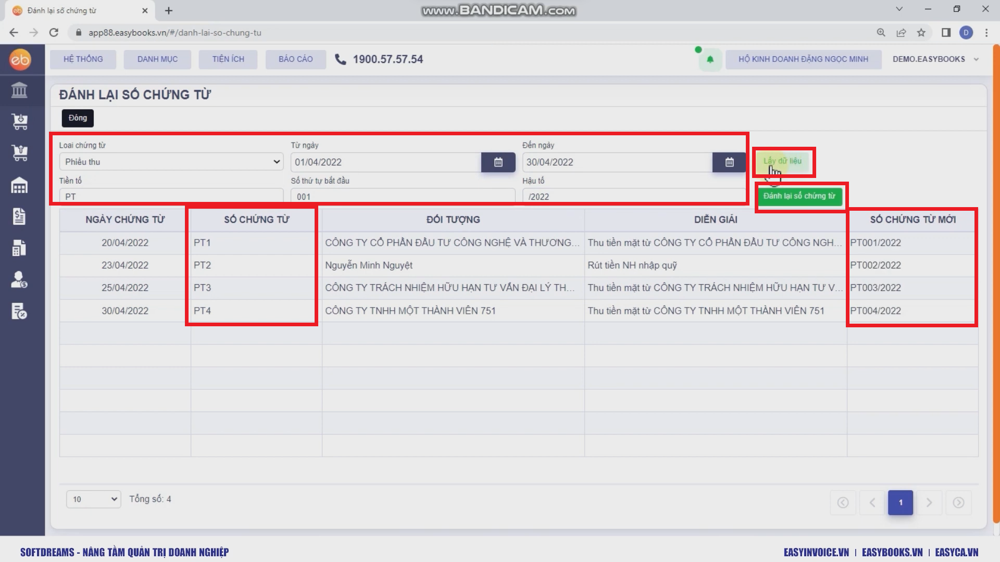 Đánh lại số chứng từ
www.BANDICAM.com
app88.easybooks.vn/#/danh-lai-so-chung-tu
D
eb
HỆ THỐNG DANH MỤC TIỆN ÍCH BÁO CÁO 1900.57.57.54 HỘ KINH DOANH ĐẶNG NGỌC MINH DEMO.EASYBOOKS
ĐÁNH LẠI SỐ CHỨNG TỪ
Đóng
Loại chứng từ Từ ngày Đến ngày
Phiếu thu 01/04/2022 30/04/2022 Lấy dữ liệu
Tiền tố Số thứ tự bắt đầu Hậu tố
PT 001 /2022 Đánh lại số chứng từ
NGÀY CHỨNG TỪ SỐ CHỨNG TỪ ĐỐI TƯỢNG DIỄN GIẢI SỐ CHỨNG TỪ MỚI
20/04/2022 PT1 CÔNG TY CỔ PHẦN ĐẦU TƯ CÔNG NGHỆ VÀ THƯƠNG... Thu tiền mặt từ CÔNG TY CỔ PHẦN ĐẦU TƯ CÔNG NGH... PT001/2022
23/04/2022 PT2 Nguyễn Minh Nguyệt Rút tiền NH nhập quỹ PT002/2022
25/04/2022 PT3 CÔNG TY TRÁCH NHIỆM HỮU HẠN TƯ VẤN ĐẠI LÝ TH... Thu tiền mặt từ CÔNG TY TRÁCH NHIỆM HỮU HẠN TƯ V... PT003/2022
30/04/2022 PT4 CÔNG TY TNHH MỘT THÀNH VIÊN 751 Thu tiền mặt từ CÔNG TY TNHH MỘT THÀNH VIÊN 751 PT004/2022
10 Tổng số: 4 1
SOFTDREAMS - NÂNG TẦM QUẢN TRỊ DOANH NGHIỆP EASYINVOICE.VN | EASYBOOKS.VN | EASYCA.VN